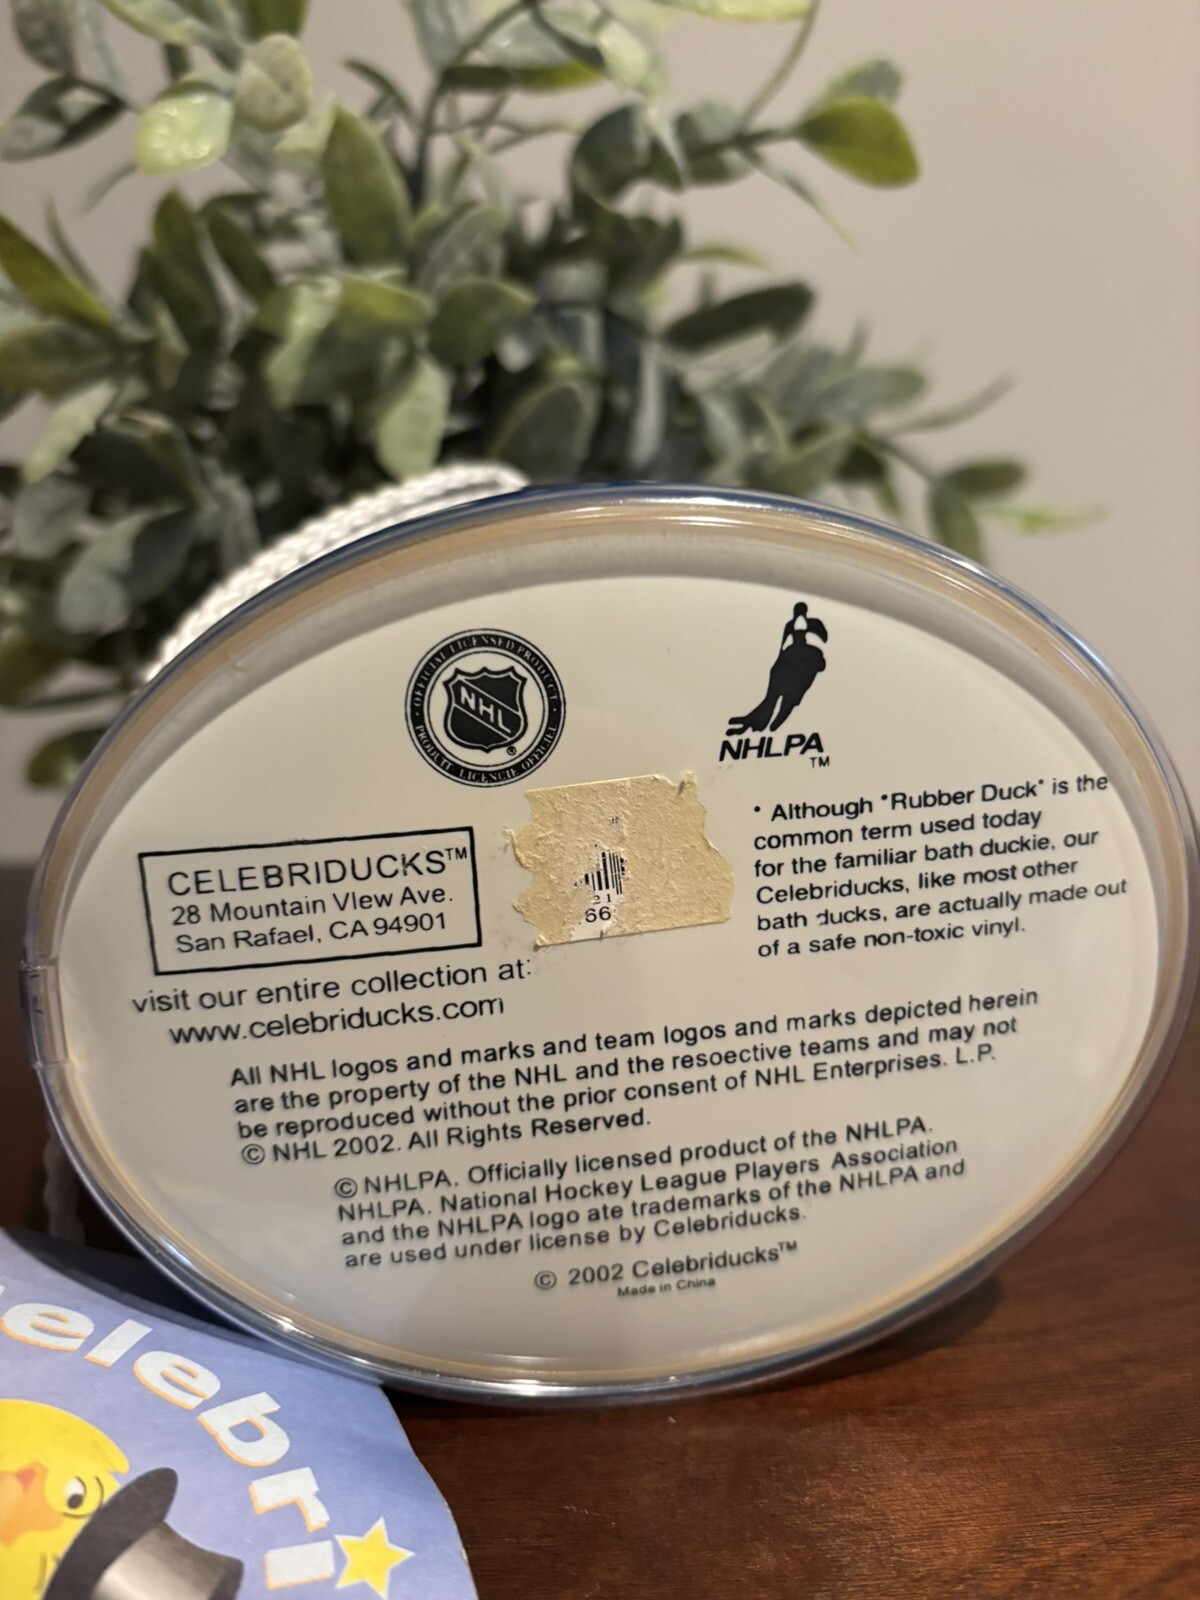 OFFICIAL LICENSED PRODUCT
NHL
®
PRODUIT LICENCIE OFFICIEL
NHLPA
TM
CELEBRIDUCKS™
28 Mountain VIew Ave.
San Rafael, CA 94901
visit our entire collection at:
www.celebriducks.com
21
66
* Although "Rubber Duck" is the
common term used today
for the familiar bath duckie, our
Celebriducks, like most other
bath ducks, are actually made out
of a safe non-toxic vinyl.
All NHL logos and marks and team logos and marks depicted herein
are the property of the NHL and the resoective teams and may not
be reproduced without the prior consent of NHL Enterprises. L.P.
© NHL 2002. All Rights Reserved.
© NHLPA. Officially licensed product of the NHLPA.
NHLPA. National Hockey League Players Association
and the NHLPA logo ate trademarks of the NHLPA and
are used under license by Celebriducks.
© 2002 Celebriducks™
Made in China
elebri